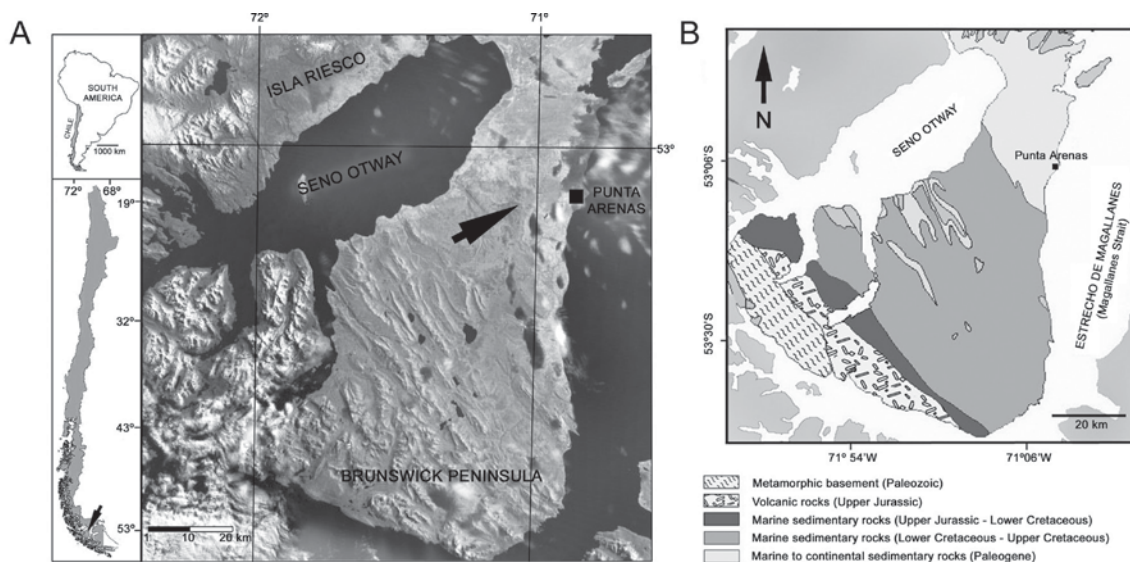 A
72°
71°
SOUTH
AMERICA
CHILE
1000 km
72°
68°
19°
32°
43°
53°
ISLA RIESCO
SENO OTWAY
53°
PUNTA
ARENAS
BRUNSWICK PENINSULA
1
10
20 km
B
N
SENO OTWAY
Punta Arenas
53°06'S
53°30'S
ESTRECHO DE MAGALLANES
(Magallanes Strait)
20 km
71°54'W
71°06'W
Metamorphic basement (Paleozoic)
Volcanic rocks (Upper Jurassic)
Marine sedimentary rocks (Upper Jurassic - Lower Cretaceous)
Marine sedimentary rocks (Lower Cretaceous - Upper Cretaceous)
Marine to continental sedimentary rocks (Paleogene)